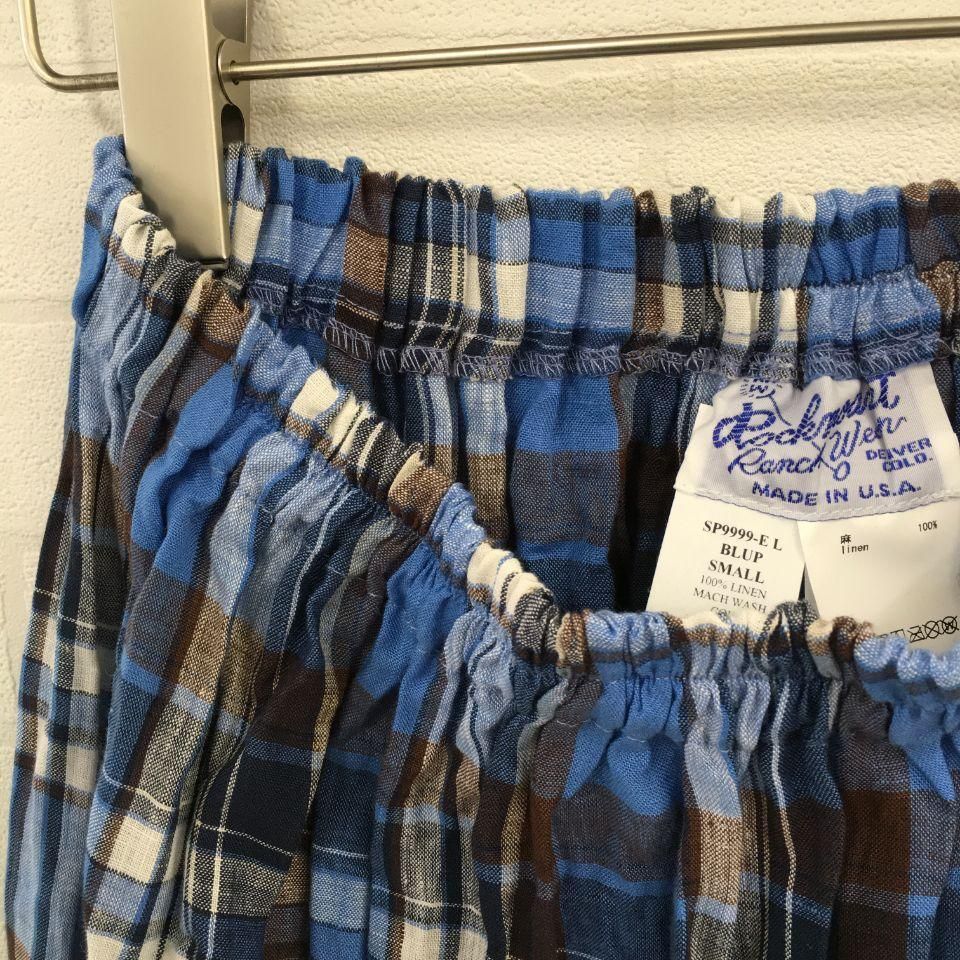 Rockmount
Ranch Wear
DENVER
COLO.
MADE IN U.S.A.
SP9999-E L
BLUP
SMALL
100% LINEN
MACH WASH
麻 100%
linen